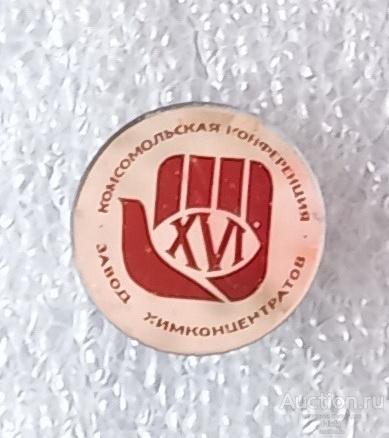 КОМСОМОЛЬСКАЯ КОНФЕРЕНЦИЯ
XVI
ЗАВОД ХИМКОНЦЕНТРАТОВ
Auction.ru